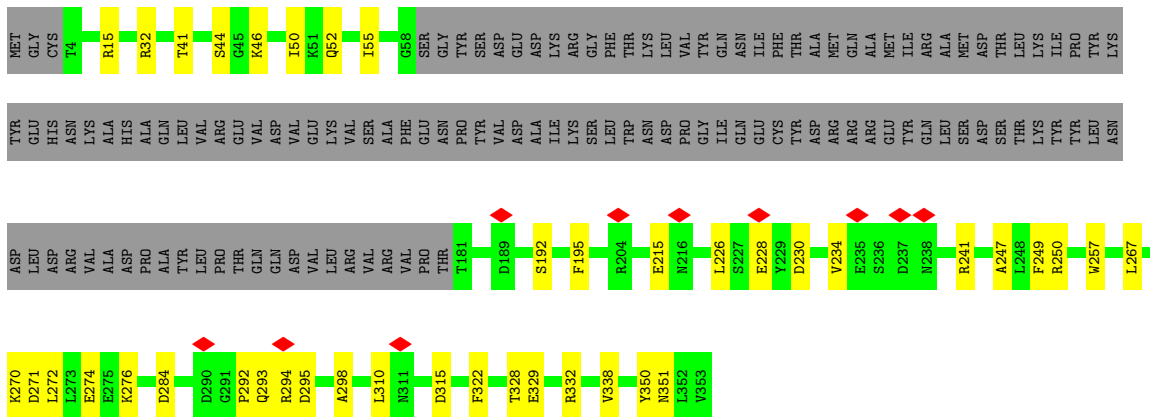 MET GLY CYS T4 R15 R32 T41 S44 G45 K46 I50 K51 Q52 I55 G58 SER GLY TYR SER ASP GLU ASP LYS ARG GLY PHE THR LYS LEU VAL TYR GLN ASN ILE PHE THR ALA MET GLN ALA MET ILE ARG ALA MET ASP THR LEU LYS ILE PRO TYR LYS
TYR GLU HIS ASN LYS ALA HIS ALA GLN LEU VAL ARG GLU VAL ASP VAL GLU LYS VAL SER ALA PHE GLU ASN PRO TYR VAL ASP ALA ILE LYS SER LEU TRP ASN ASP PRO GLY ILE GLN GLU CYS TYR ASP ARG ARG ARG GLU TYR GLN LEU SER ASP SER THR LYS TYR TYR LEU ASN
ASP LEU ASP ARG VAL ALA ASP PRO ALA TYR LEU PRO THR GLN GLN ASP VAL LEU ARG VAL ARG VAL PRO THR T181 D189 S192 F195 R204 E215 N216 L226 S227 E228 Y229 D230 V234 E235 S236 D237 N238 R241 A247 L248 F249 R250 W257 L267
K270 D271 L272 L273 E274 E275 K276 D284 D290 G291 P292 Q293 R294 D295 A298 L310 N311 D315 F322 T328 E329 R332 V338 Y350 N351 L352 V353